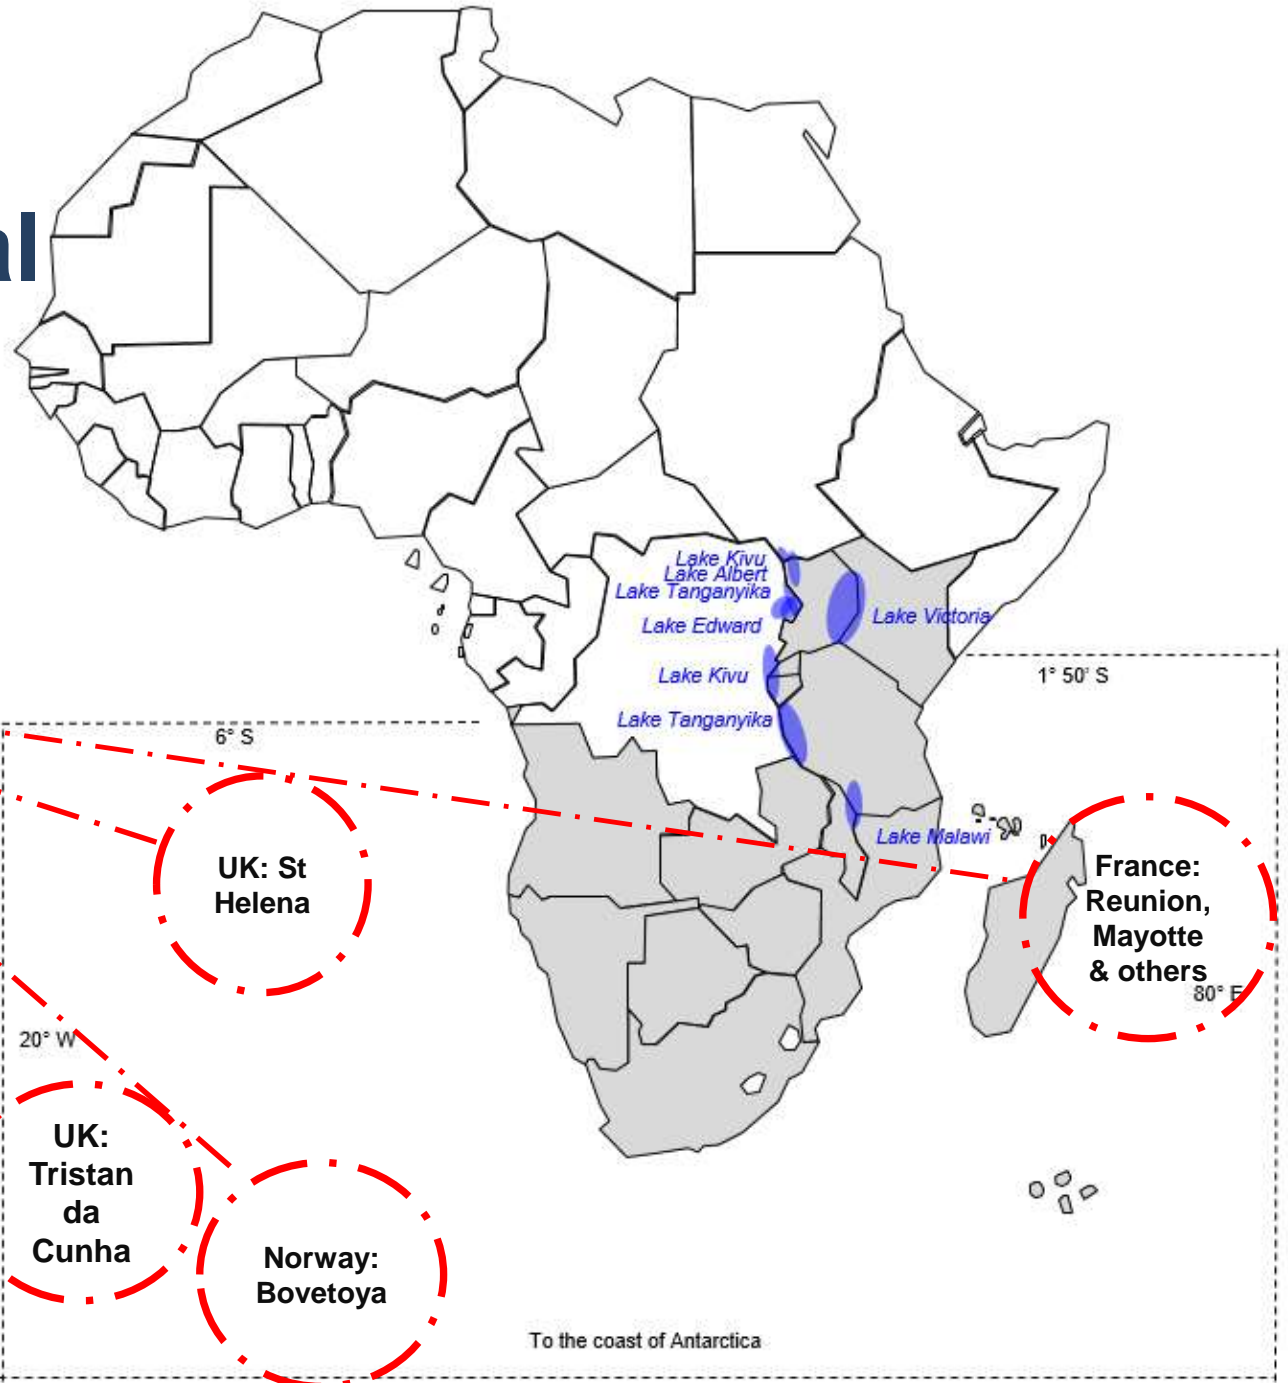 al
Lake Kivu
Lake Albert
Lake Tanganyika
Lake Edward
Lake Victoria
Lake Kivu
1° 50' S
Lake Tanganyika
6° S
Lake Malawi
UK: St
Helena
France:
Reunion,
Mayotte
& others
80° E
20° W
UK:
Tristan
da
Cunha
Norway:
Bovetoya
To the coast of Antarctica